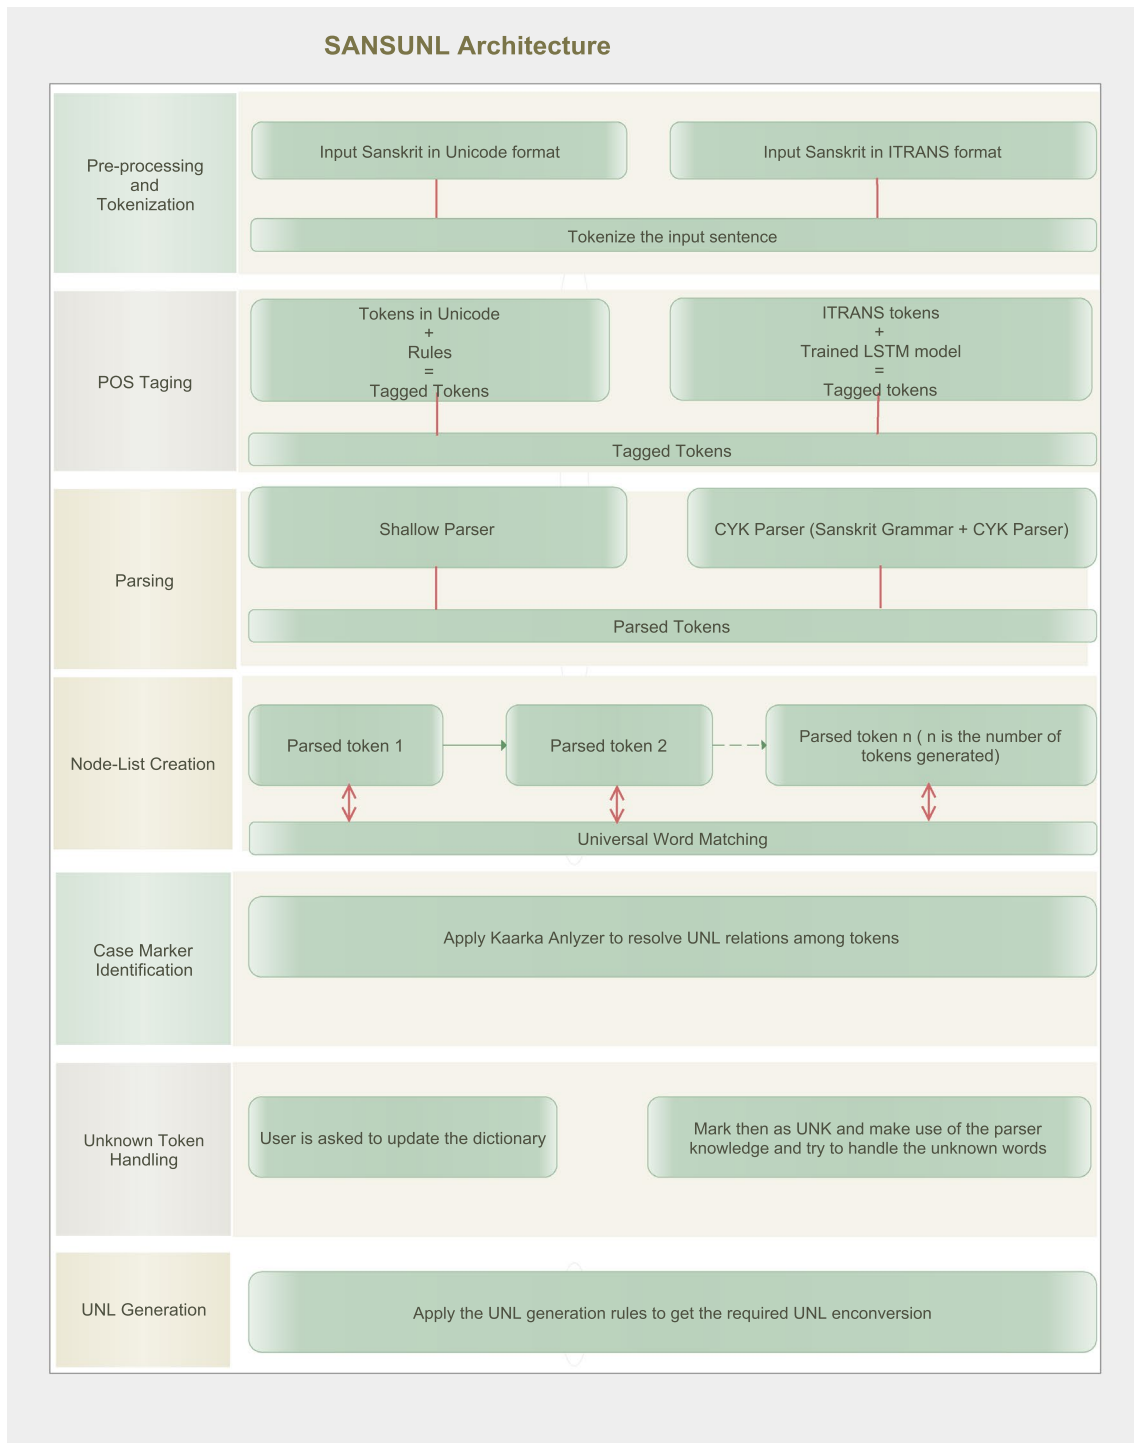 SANSUNL Architecture
Pre-processing
and
Tokenization
Input Sanskrit in Unicode format
Input Sanskrit in ITRANS format
Tokenize the input sentence
POS Taging
Tokens in Unicode
+
Rules
=
Tagged Tokens
ITRANS tokens
+
Trained LSTM model
=
Tagged tokens
Tagged Tokens
Parsing
Shallow Parser
CYK Parser (Sanskrit Grammar + CYK Parser)
Parsed Tokens
Node-List Creation
Parsed token 1
Parsed token 2
Parsed token n ( n is the number of
tokens generated)
Universal Word Matching
Case Marker
Identification
Apply Kaarka Anlyzer to resolve UNL relations among tokens
Unknown Token
Handling
User is asked to update the dictionary
Mark then as UNK and make use of the parser
knowledge and try to handle the unknown words
UNL Generation
Apply the UNL generation rules to get the required UNL enconversion